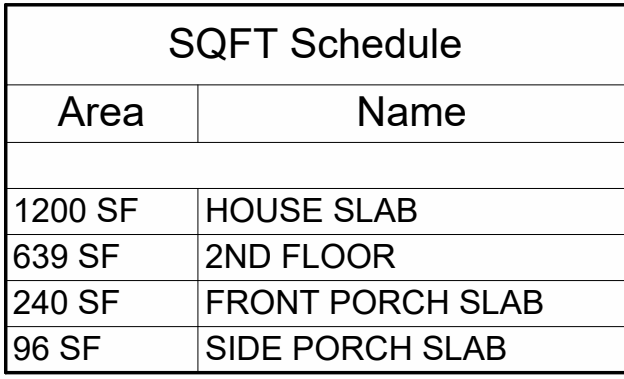 SQFT Schedule
Area Name
1200 SF HOUSE SLAB
639 SF 2ND FLOOR
240 SF FRONT PORCH SLAB
96 SF SIDE PORCH SLAB